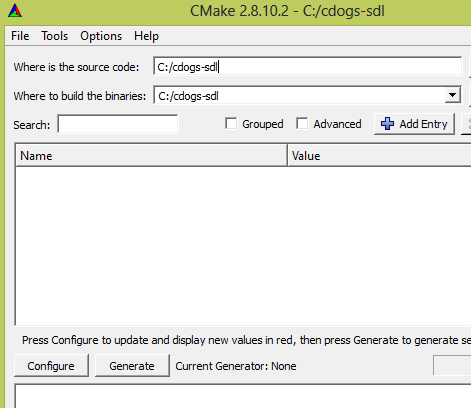 CMake 2.8.10.2 - C:/cdogs-sdl
File Tools Options Help
Where is the source code: C:/cdogs-sdl
Where to build the binaries: C:/cdogs-sdl
Search: Grouped Advanced Add Entry
Name Value
Press Configure to update and display new values in red, then press Generate to generate se
Configure Generate Current Generator: None